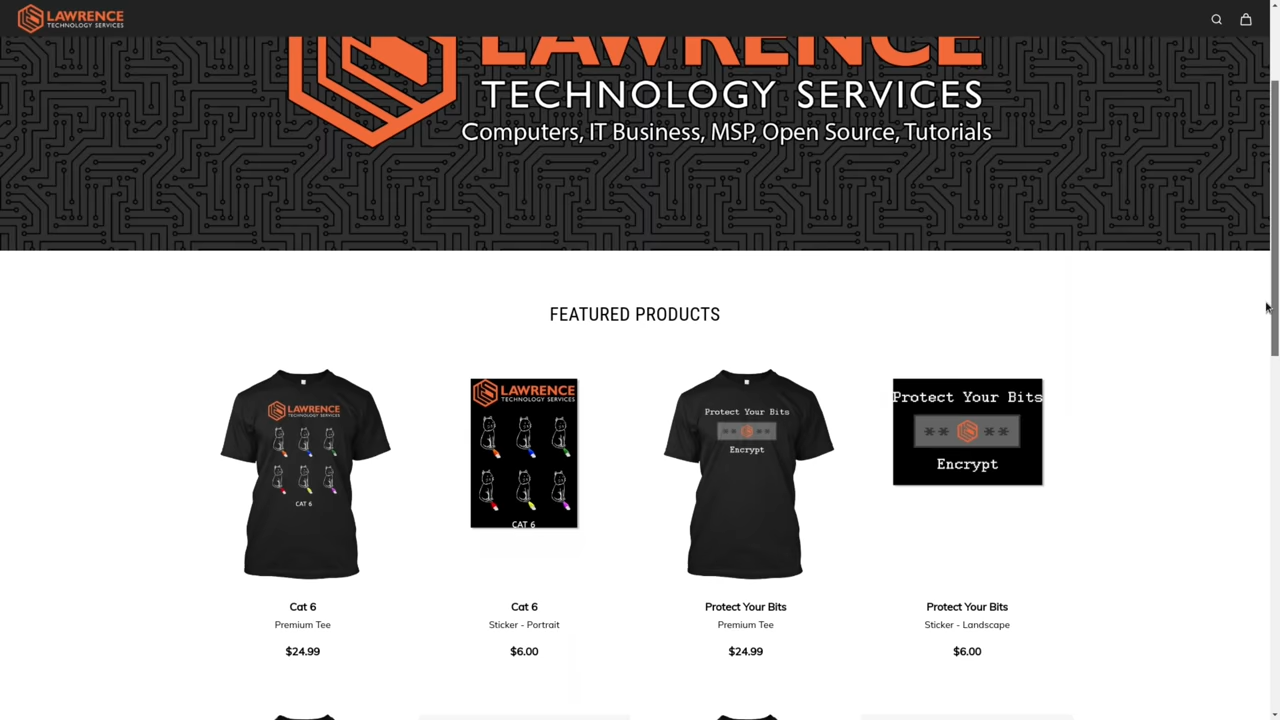 LAWRENCE
TECHNOLOGY SERVICES
LAWRENCE
TECHNOLOGY SERVICES
Computers, IT Business, MSP, Open Source, Tutorials
FEATURED PRODUCTS
LAWRENCE
TECHNOLOGY SERVICES
CAT 6
LAWRENCE
TECHNOLOGY SERVICES
CAT 6
Protect Your Bits
** **
Encrypt
Protect Your Bits
** **
Encrypt
Cat 6
Premium Tee
$24.99
Cat 6
Sticker - Portrait
$6.00
Protect Your Bits
Premium Tee
$24.99
Protect Your Bits
Sticker - Landscape
$6.00